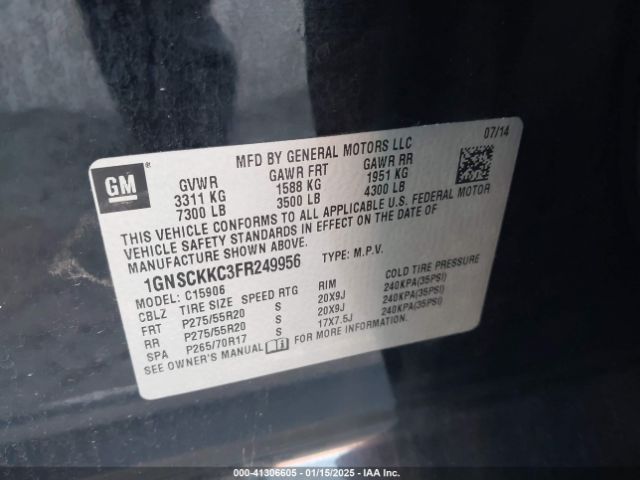 GM
®
MFD BY GENERAL MOTORS LLC
07/14
GVWR GAWR FRT GAWR RR
3311 KG 1588 KG 1951 KG
7300 LB 3500 LB 4300 LB
THIS VEHICLE CONFORMS TO ALL APPLICABLE U.S. FEDERAL MOTOR
VEHICLE SAFETY STANDARDS IN EFFECT ON THE DATE OF
MANUFACTURE SHOWN ABOVE.
1GNSCKKC3FR249956 TYPE: M.P.V.
MODEL: C15906
CBLZ TIRE SIZE SPEED RTG RIM COLD TIRE PRESSURE
FRT P275/55R20 S 20X9J 240KPA(35PSI)
RR P275/55R20 S 20X9J 240KPA(35PSI)
SPA P265/70R17 S 17X7.5J 240KPA(35PSI)
SEE OWNER'S MANUAL FOR MORE INFORMATION.
000-41306605 - 01/15/2025 - IAA Inc.